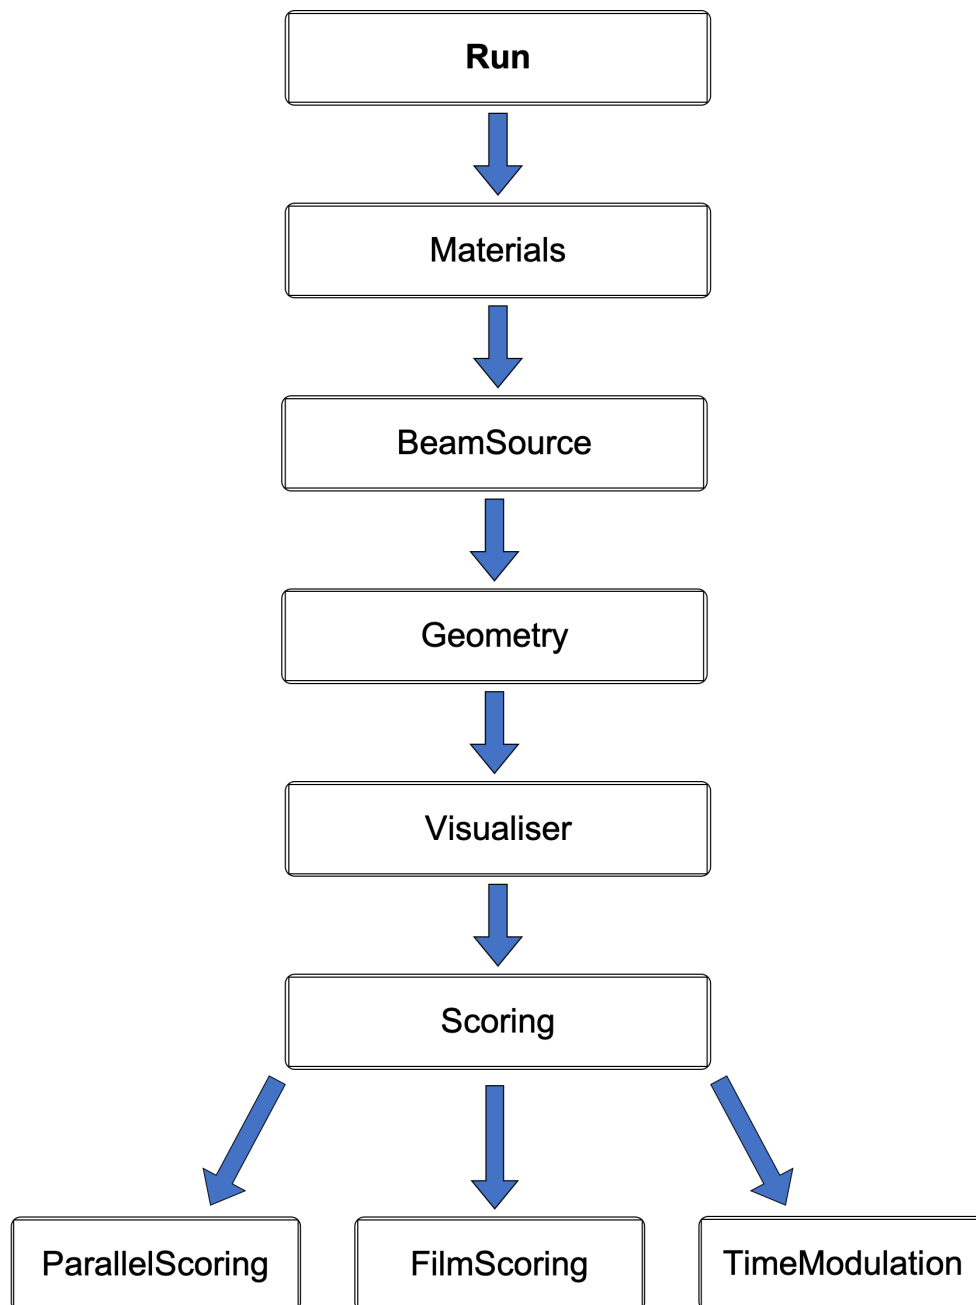 Run
Materials
BeamSource
Geometry
Visualiser
Scoring
ParallelScoring
FilmScoring
TimeModulation